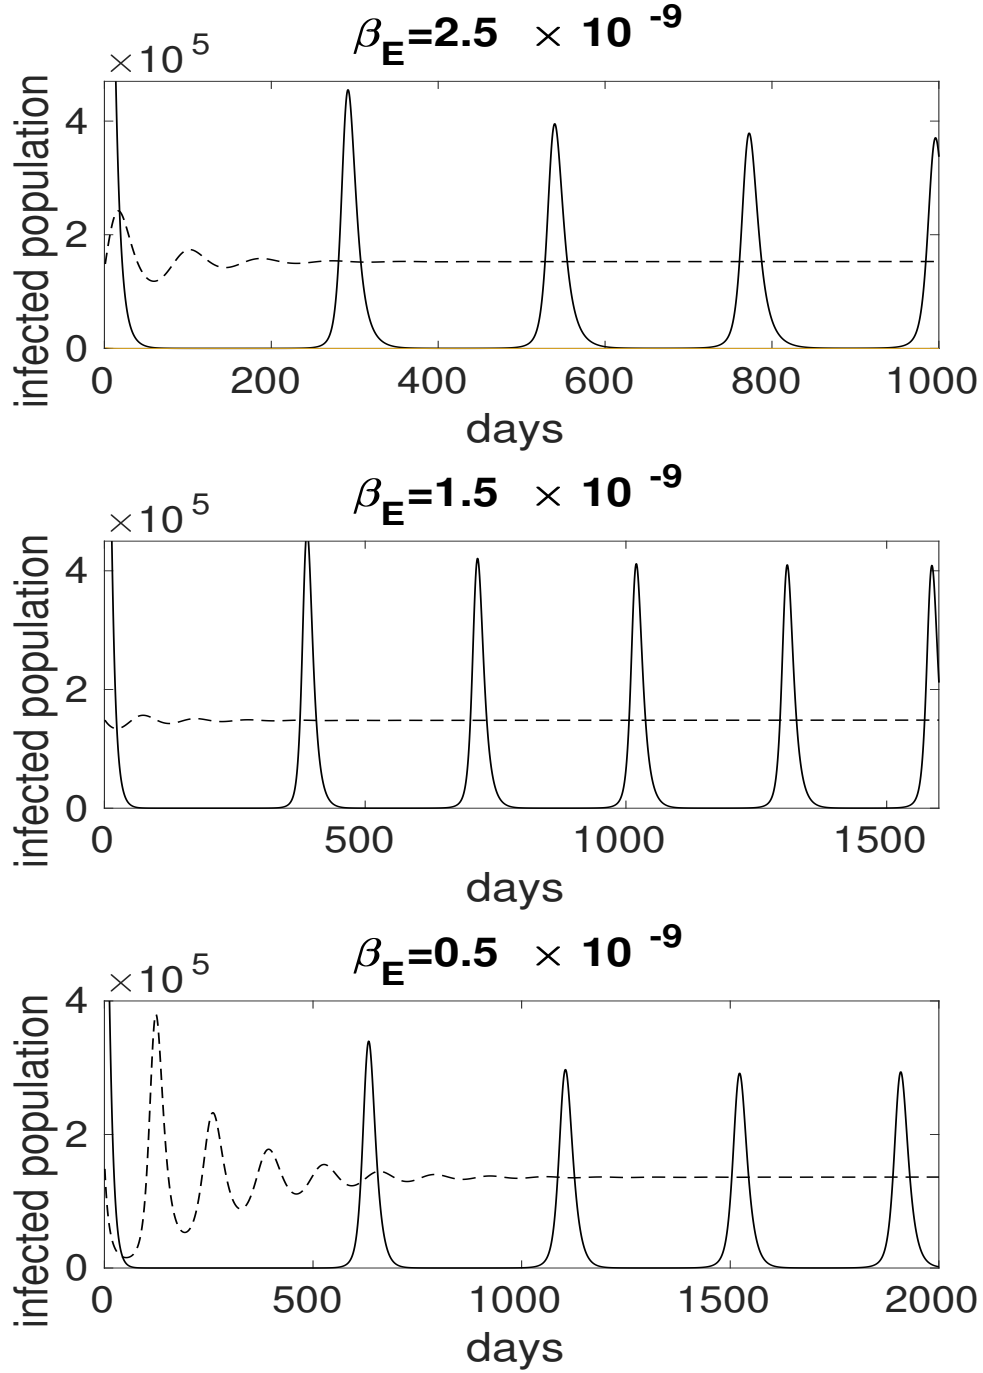 β_E=2.5 × 10^-9
×10^5
infected population
4
2
0
0 200 400 600 800 1000
days
β_E=1.5 × 10^-9
×10^5
infected population
4
2
0
0 500 1000 1500
days
β_E=0.5 × 10^-9
×10^5
infected population
4
2
0
0 500 1000 1500 2000
days